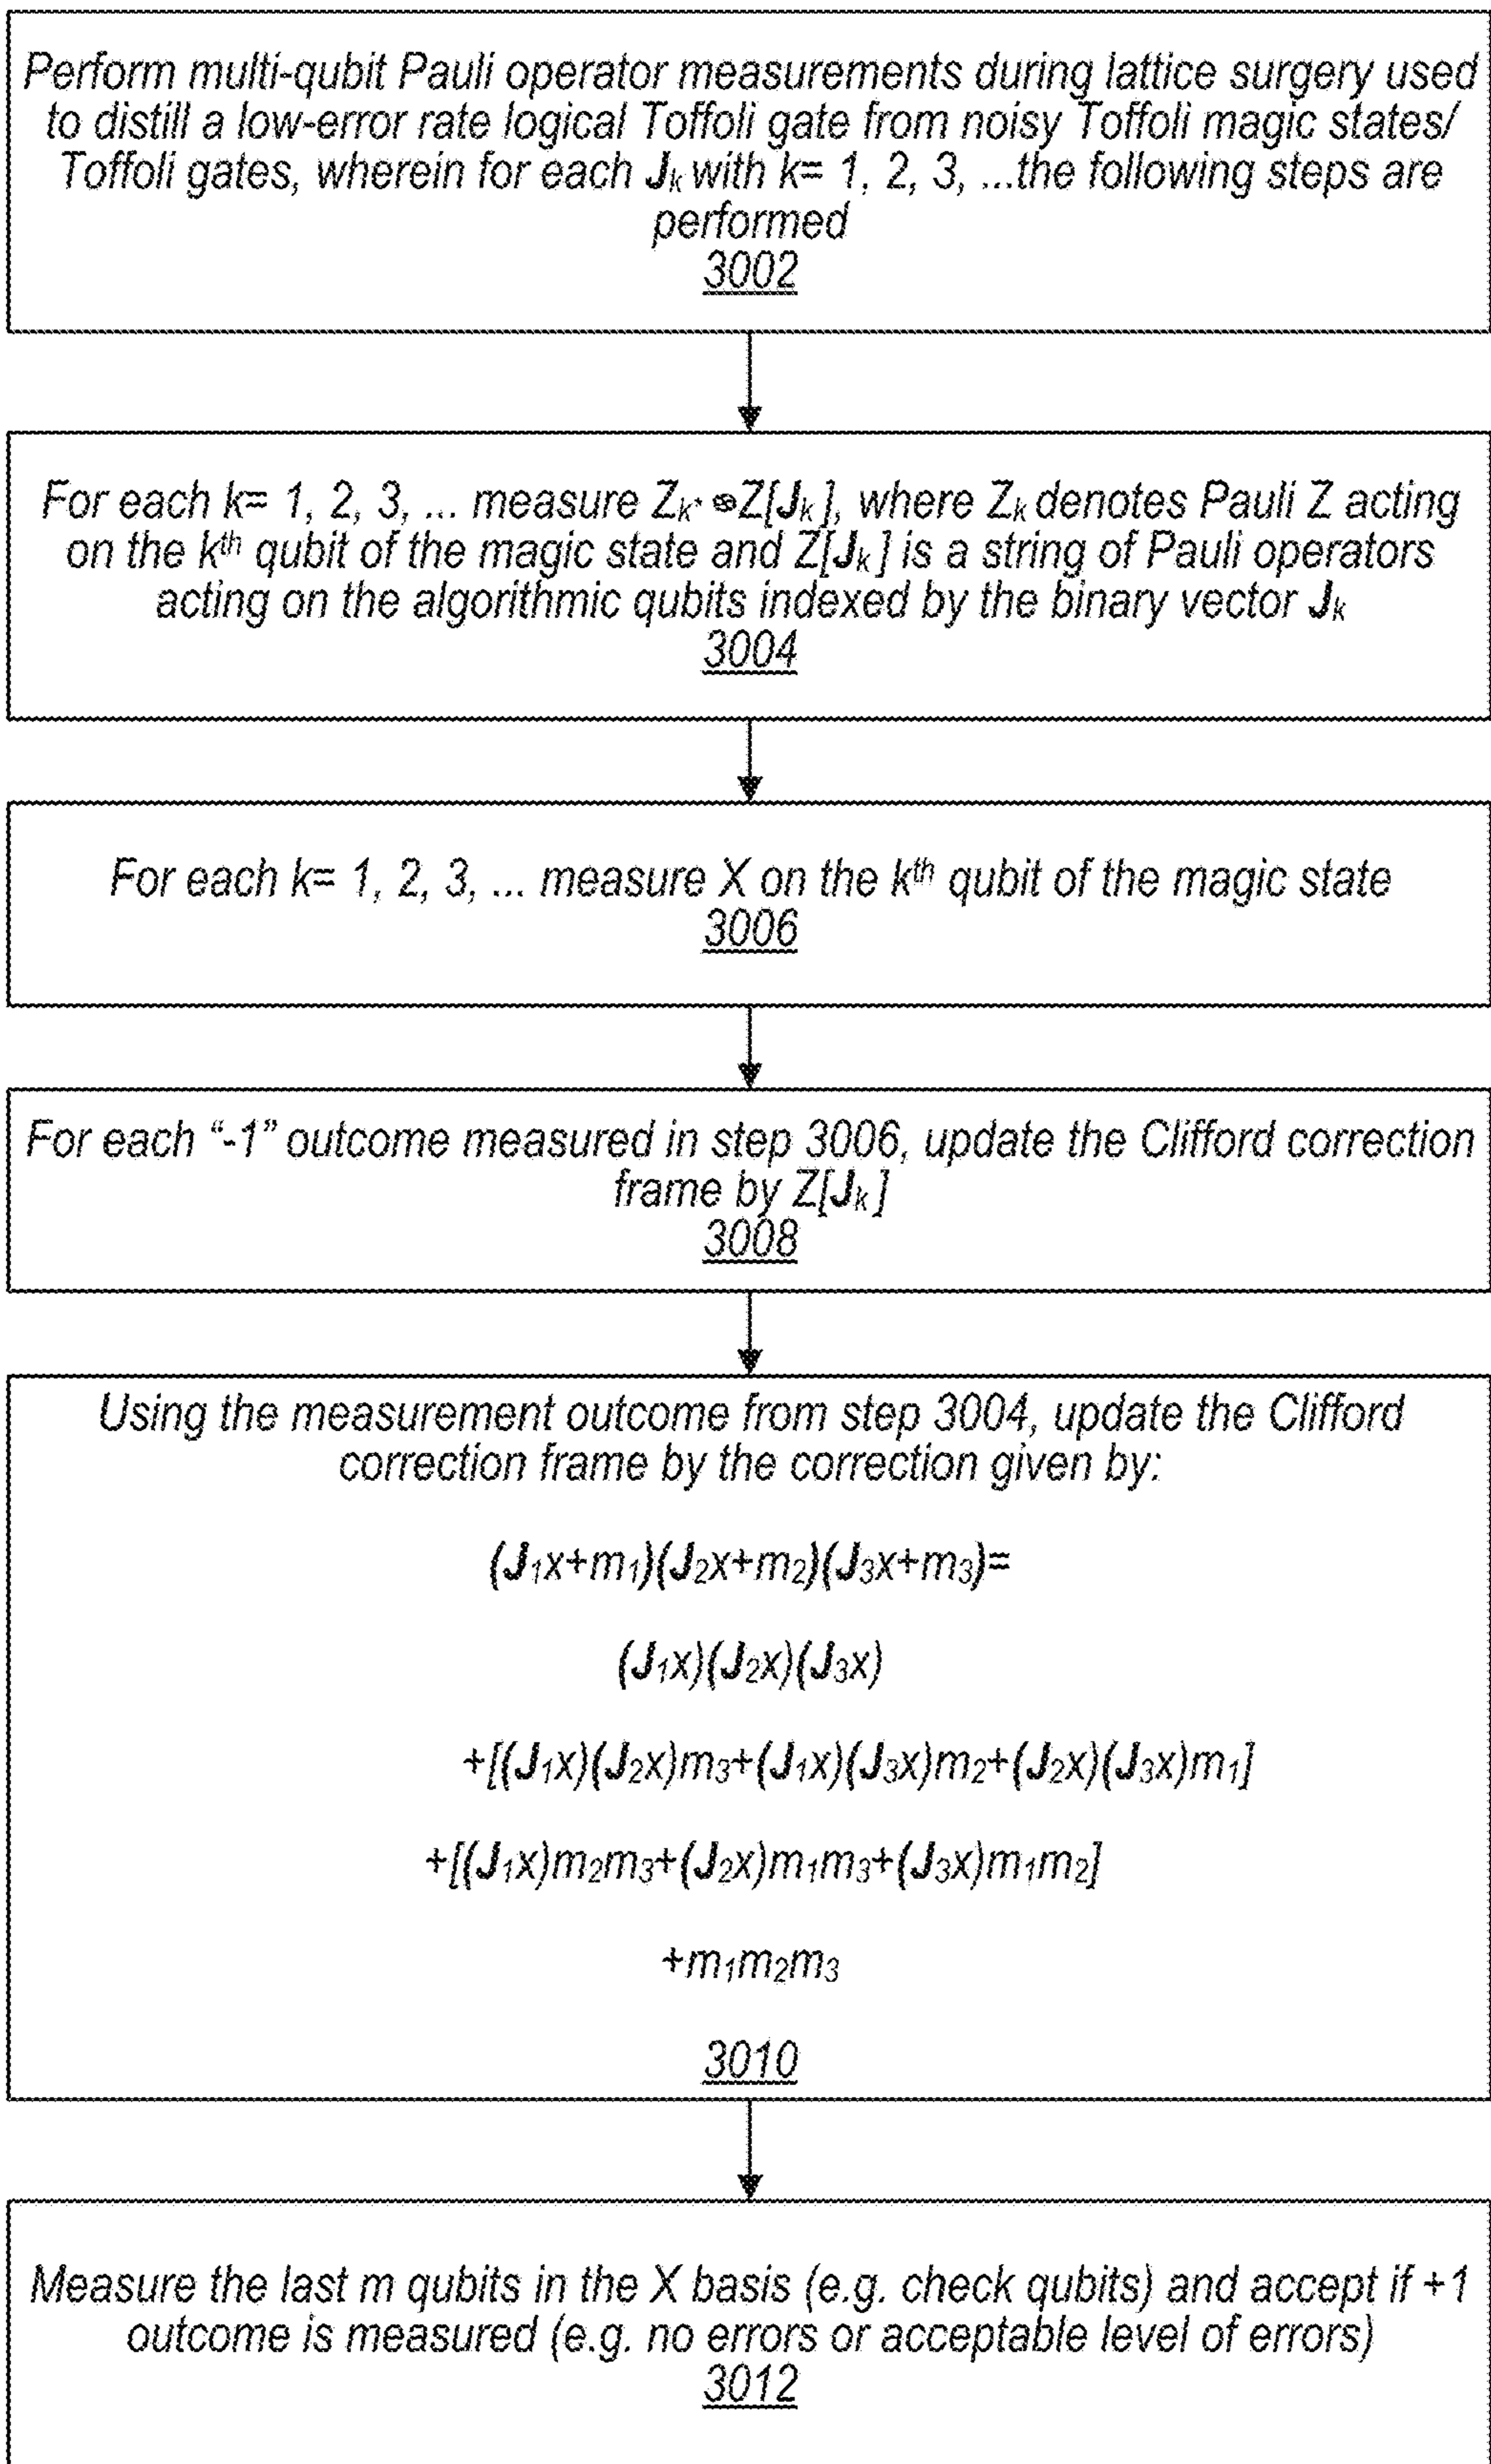 Perform multi-qubit Pauli operator measurements during lattice surgery used
to distill a low-error rate logical Toffoli gate from noisy Toffoli magic states/
Toffoli gates, wherein for each Jₖ with k= 1, 2, 3, ...the following steps are
performed
3002
For each k= 1, 2, 3, ... measure Zₖ* ⊗Z[Jₖ], where Zₖ denotes Pauli Z acting
on the kᵗʰ qubit of the magic state and Z[Jₖ] is a string of Pauli operators
acting on the algorithmic qubits indexed by the binary vector Jₖ
3004
For each k= 1, 2, 3, ... measure X on the kᵗʰ qubit of the magic state
3006
For each “-1” outcome measured in step 3006, update the Clifford correction
frame by Z[Jₖ]
3008
Using the measurement outcome from step 3004, update the Clifford
correction frame by the correction given by:
(J₁x+m₁)(J₂x+m₂)(J₃x+m₃)=
(J₁x)(J₂x)(J₃x)
+[(J₁x)(J₂x)m₃+(J₁x)(J₃x)m₂+(J₂x)(J₃x)m₁]
+[(J₁x)m₂m₃+(J₂x)m₁m₃+(J₃x)m₁m₂]
+m₁m₂m₃
3010
Measure the last m qubits in the X basis (e.g. check qubits) and accept if +1
outcome is measured (e.g. no errors or acceptable level of errors)
3012